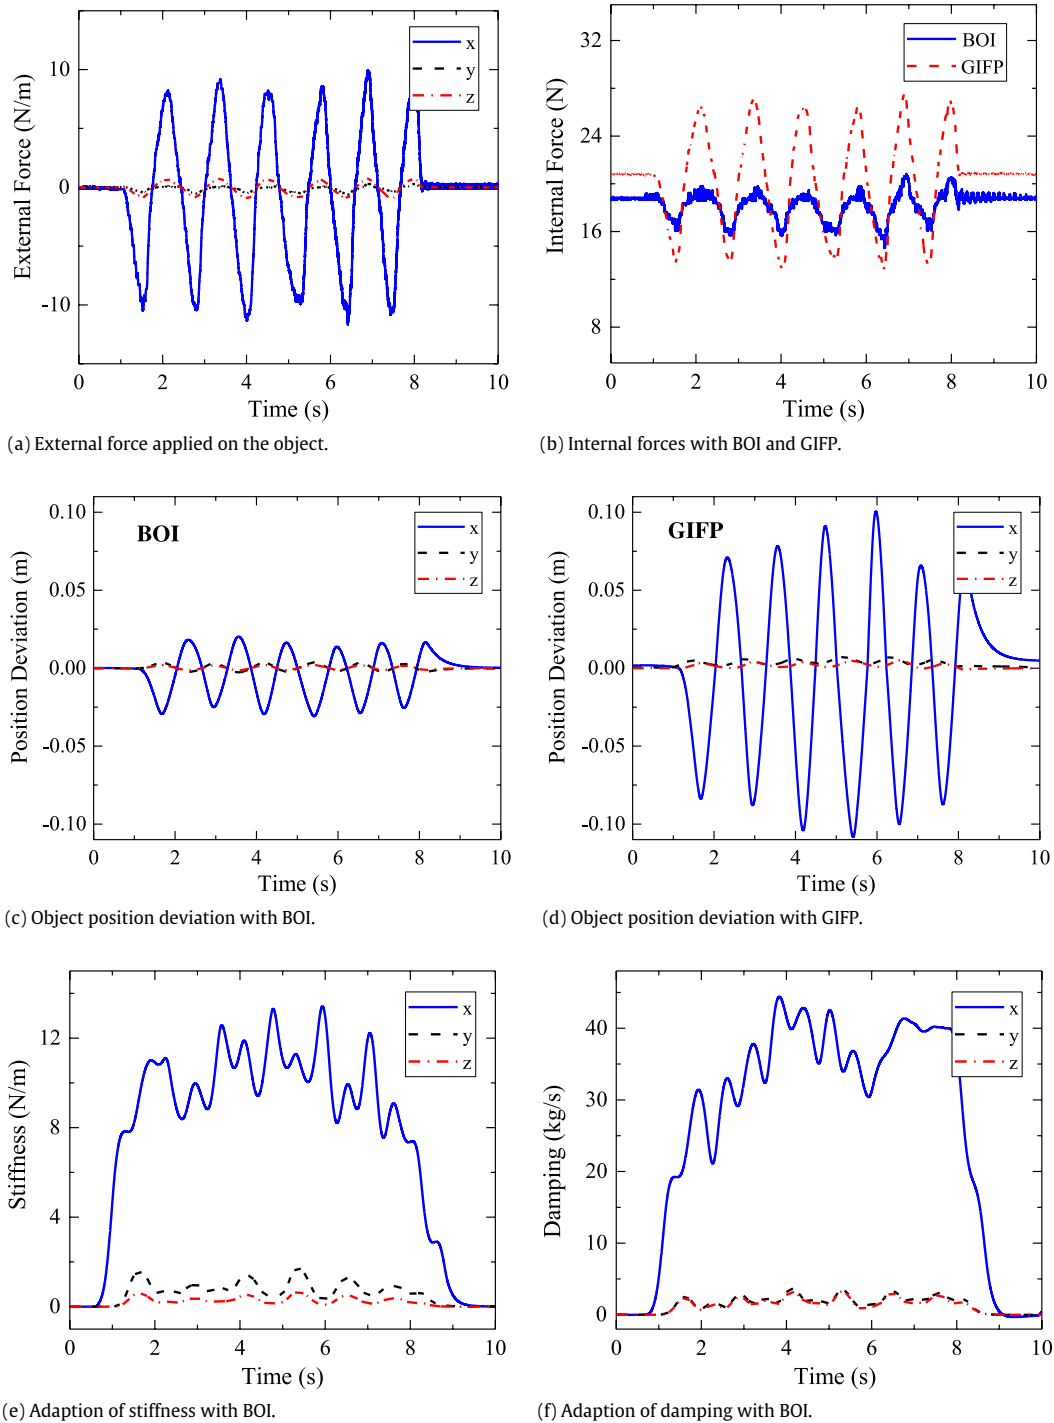 x
y
z
10
0
-10
External Force (N/m)
0 2 4 6 8 10
Time (s)
(a) External force applied on the object.
BOI
GIFP
32
24
16
8
Internal Force (N)
0 2 4 6 8 10
Time (s)
(b) Internal forces with BOI and GIFP.
BOI
x
y
z
0.10
0.05
0.00
-0.05
-0.10
Position Deviation (m)
0 2 4 6 8 10
Time (s)
(c) Object position deviation with BOI.
GIFP
x
y
z
0.10
0.05
0.00
-0.05
-0.10
Position Deviation (m)
0 2 4 6 8 10
Time (s)
(d) Object position deviation with GIFP.
x
y
z
12
8
4
0
Stiffness (N/m)
0 2 4 6 8 10
Time (s)
(e) Adaption of stiffness with BOI.
x
y
z
40
30
20
10
0
Damping (kg/s)
0 2 4 6 8 10
Time (s)
(f) Adaption of damping with BOI.